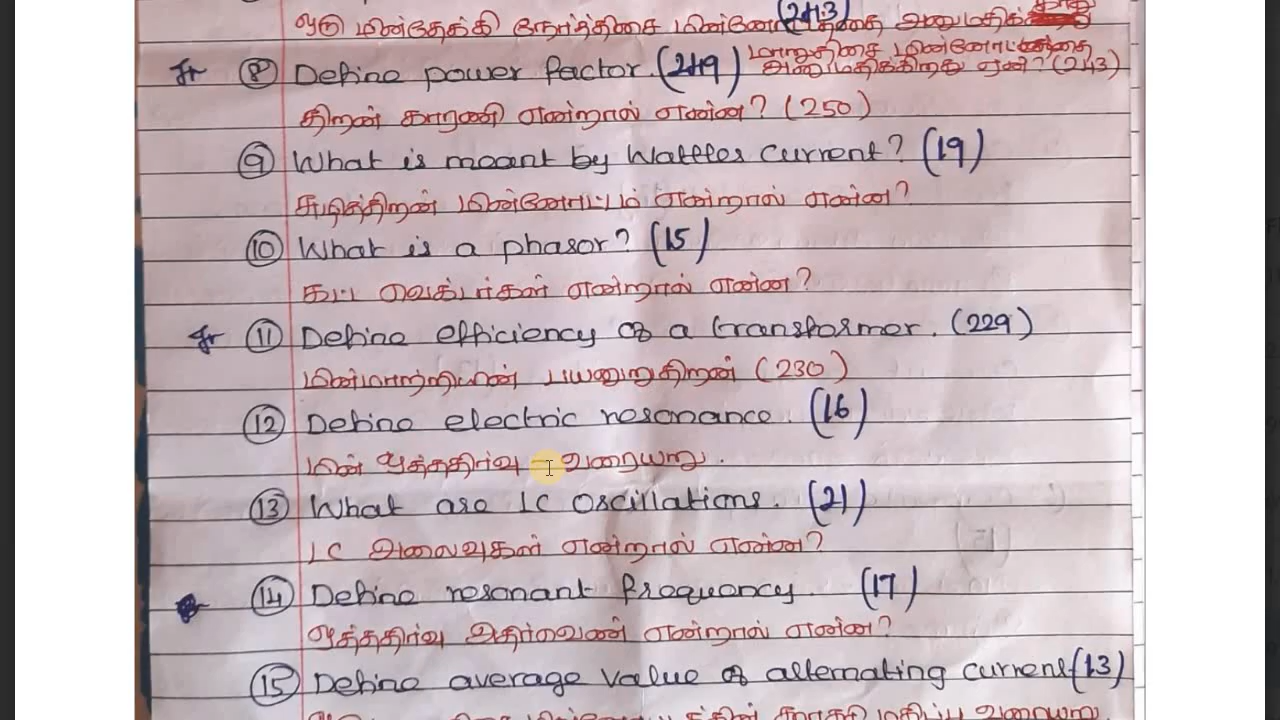 ஒரு மின்தேக்கி நேர்த்திசை (243)
⑧ Define power factor. (249) மாறுதிசை மின்னோட்டத்தை
அனுமதிக்கிறது ஏன்? (243)
திறன் காரணி என்றால் என்ன? (250)
⑨ What is meant by Wattles current? (19)
சுழித்திறன் மின்னோட்டம் என்றால் என்ன?
⑩ What is a phasor? (15)
கட்ட வெக்டர்கள் என்றால் என்ன?
⑪ Define efficiency of a transformer. (229)
மின்மாற்றியின் பயனுறுதிறன் (230)
⑫ Define electric resonance. (16)
மின் ஒத்ததிர்வு – வரையறு.
⑬ What are LC Oscillations. (21)
LC அலைவுகள் என்றால் என்ன?
⑭ Define resonant frequency. (17)
ஒத்ததிர்வு அதிர்வெண் என்றால் என்ன?
⑮ Define average value of alternating current (13)